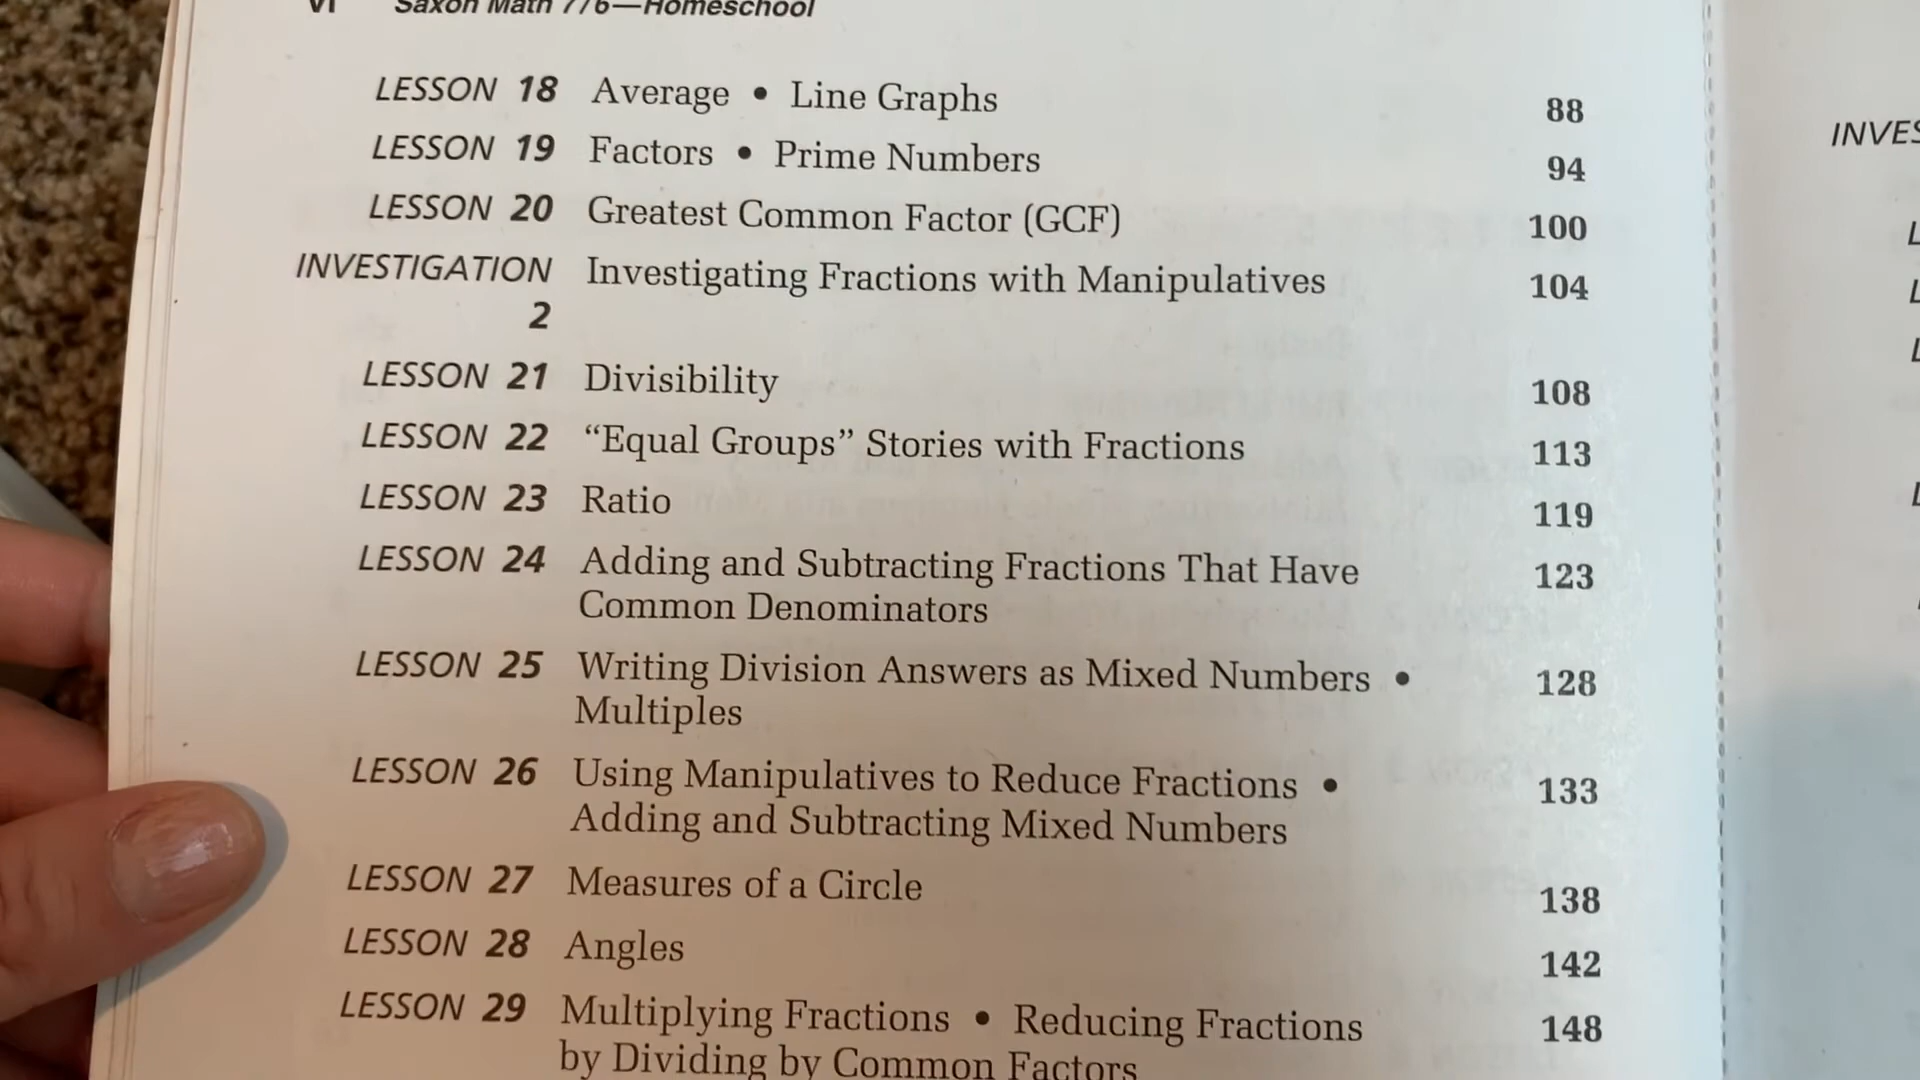 vi Saxon Math 7/6—Homeschool
LESSON 18 Average • Line Graphs 88
LESSON 19 Factors • Prime Numbers 94
LESSON 20 Greatest Common Factor (GCF) 100
INVESTIGATION Investigating Fractions with Manipulatives 104
2
LESSON 21 Divisibility 108
LESSON 22 “Equal Groups” Stories with Fractions 113
LESSON 23 Ratio 119
LESSON 24 Adding and Subtracting Fractions That Have 123
Common Denominators
LESSON 25 Writing Division Answers as Mixed Numbers • 128
Multiples
LESSON 26 Using Manipulatives to Reduce Fractions • 133
Adding and Subtracting Mixed Numbers
LESSON 27 Measures of a Circle 138
LESSON 28 Angles 142
LESSON 29 Multiplying Fractions • Reducing Fractions 148
by Dividing by Common Factors